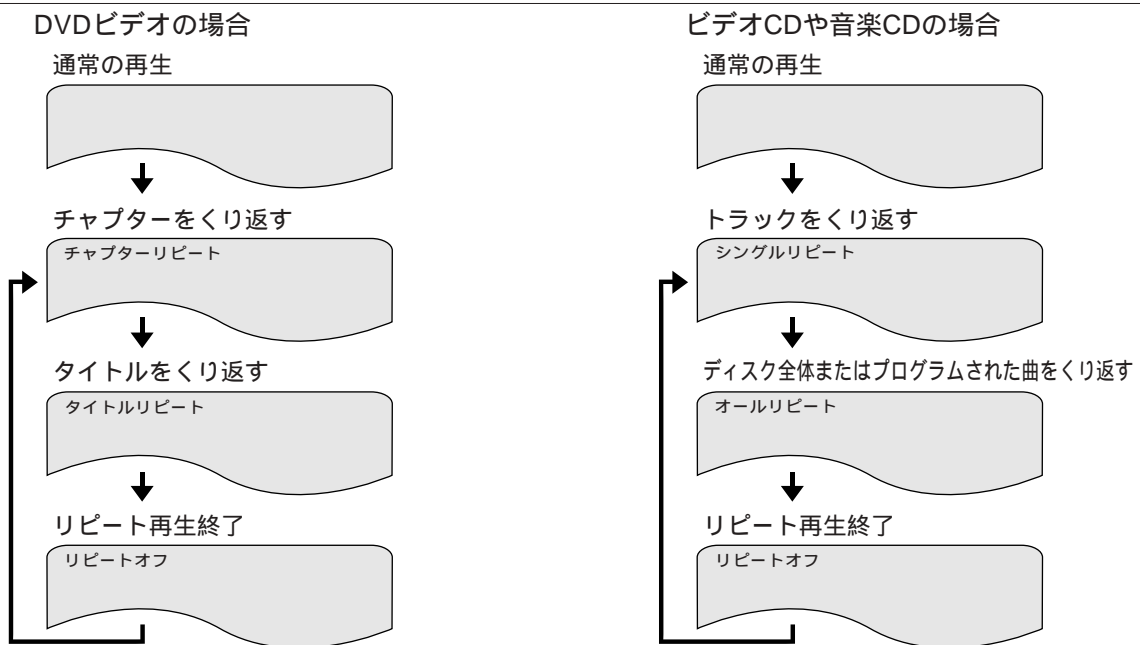 DVDビデオの場合
通常の再生
チャプターをくり返す
チャプターリピート
タイトルをくり返す
タイトルリピート
リピート再生終了
リピートオフ
ビデオCDや音楽CDの場合
通常の再生
トラックをくり返す
シングルリピート
ディスク全体またはプログラムされた曲をくり返す
オールリピート
リピート再生終了
リピートオフ